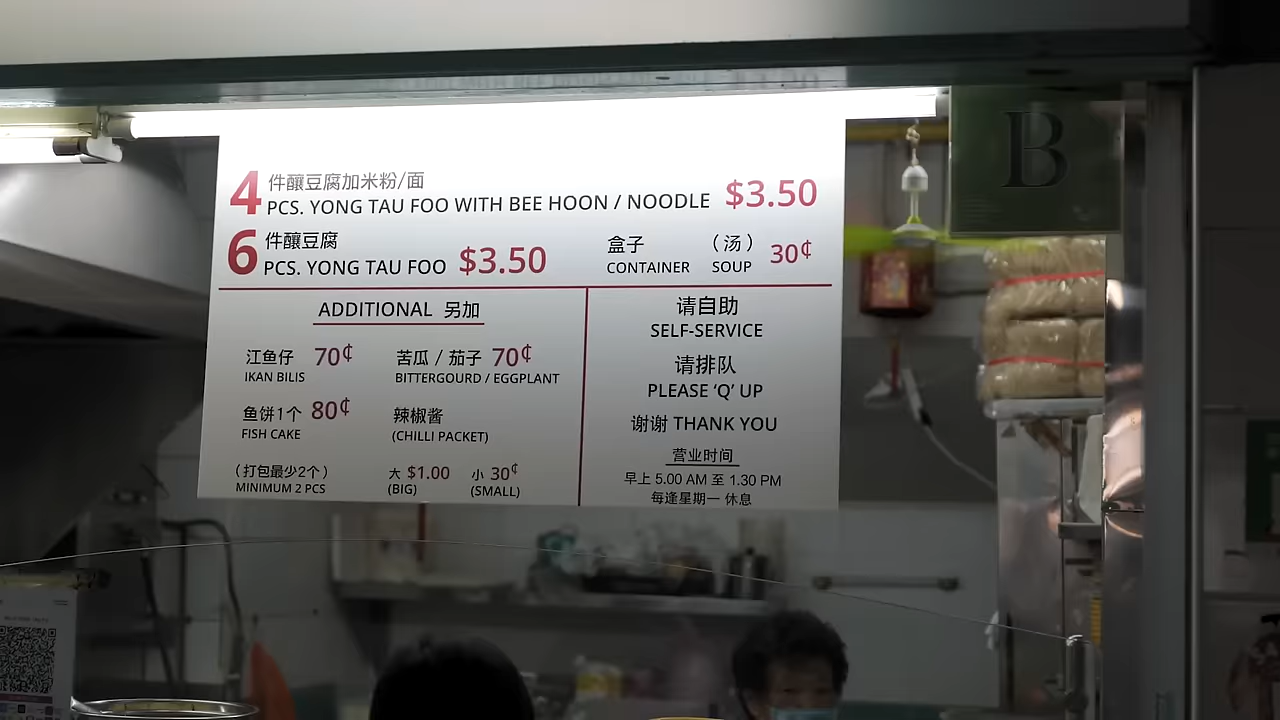 4 件釀豆腐加米粉/面
PCS. YONG TAU FOO WITH BEE HOON / NOODLE $3.50
6 件釀豆腐
PCS. YONG TAU FOO $3.50
盒子 （汤） 30¢
CONTAINER SOUP
ADDITIONAL 另加
江鱼仔 70¢
IKAN BILIS
苦瓜 / 茄子 70¢
BITTERGOURD / EGGPLANT
鱼饼1个 80¢
FISH CAKE
辣椒酱
(CHILLI PACKET)
（打包最少2个）
MINIMUM 2 PCS
大 $1.00 小 30¢
(BIG) (SMALL)
请自助
SELF-SERVICE
请排队
PLEASE ‘Q’ UP
谢谢 THANK YOU
营业时间
早上 5.00 AM 至 1.30 PM
每逢星期一 休息
B